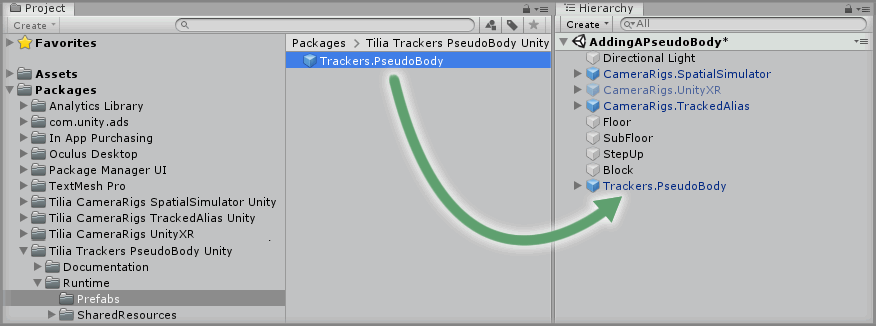 Project
Create
Favorites
Assets
Packages
Analytics Library
com.unity.ads
In App Purchasing
Oculus Desktop
Package Manager UI
TextMesh Pro
Tilia CameraRigs SpatialSimulator Unity
Tilia CameraRigs TrackedAlias Unity
Tilia CameraRigs UnityXR
Tilia Trackers PseudoBody Unity
Documentation
Runtime
Prefabs
SharedResources
Packages > Tilia Trackers PseudoBody Unity
Trackers.PseudoBody
Hierarchy
Create
All
AddingAPseudoBody*
Directional Light
CameraRigs.SpatialSimulator
CameraRigs.UnityXR
CameraRigs.TrackedAlias
Floor
SubFloor
StepUp
Block
Trackers.PseudoBody